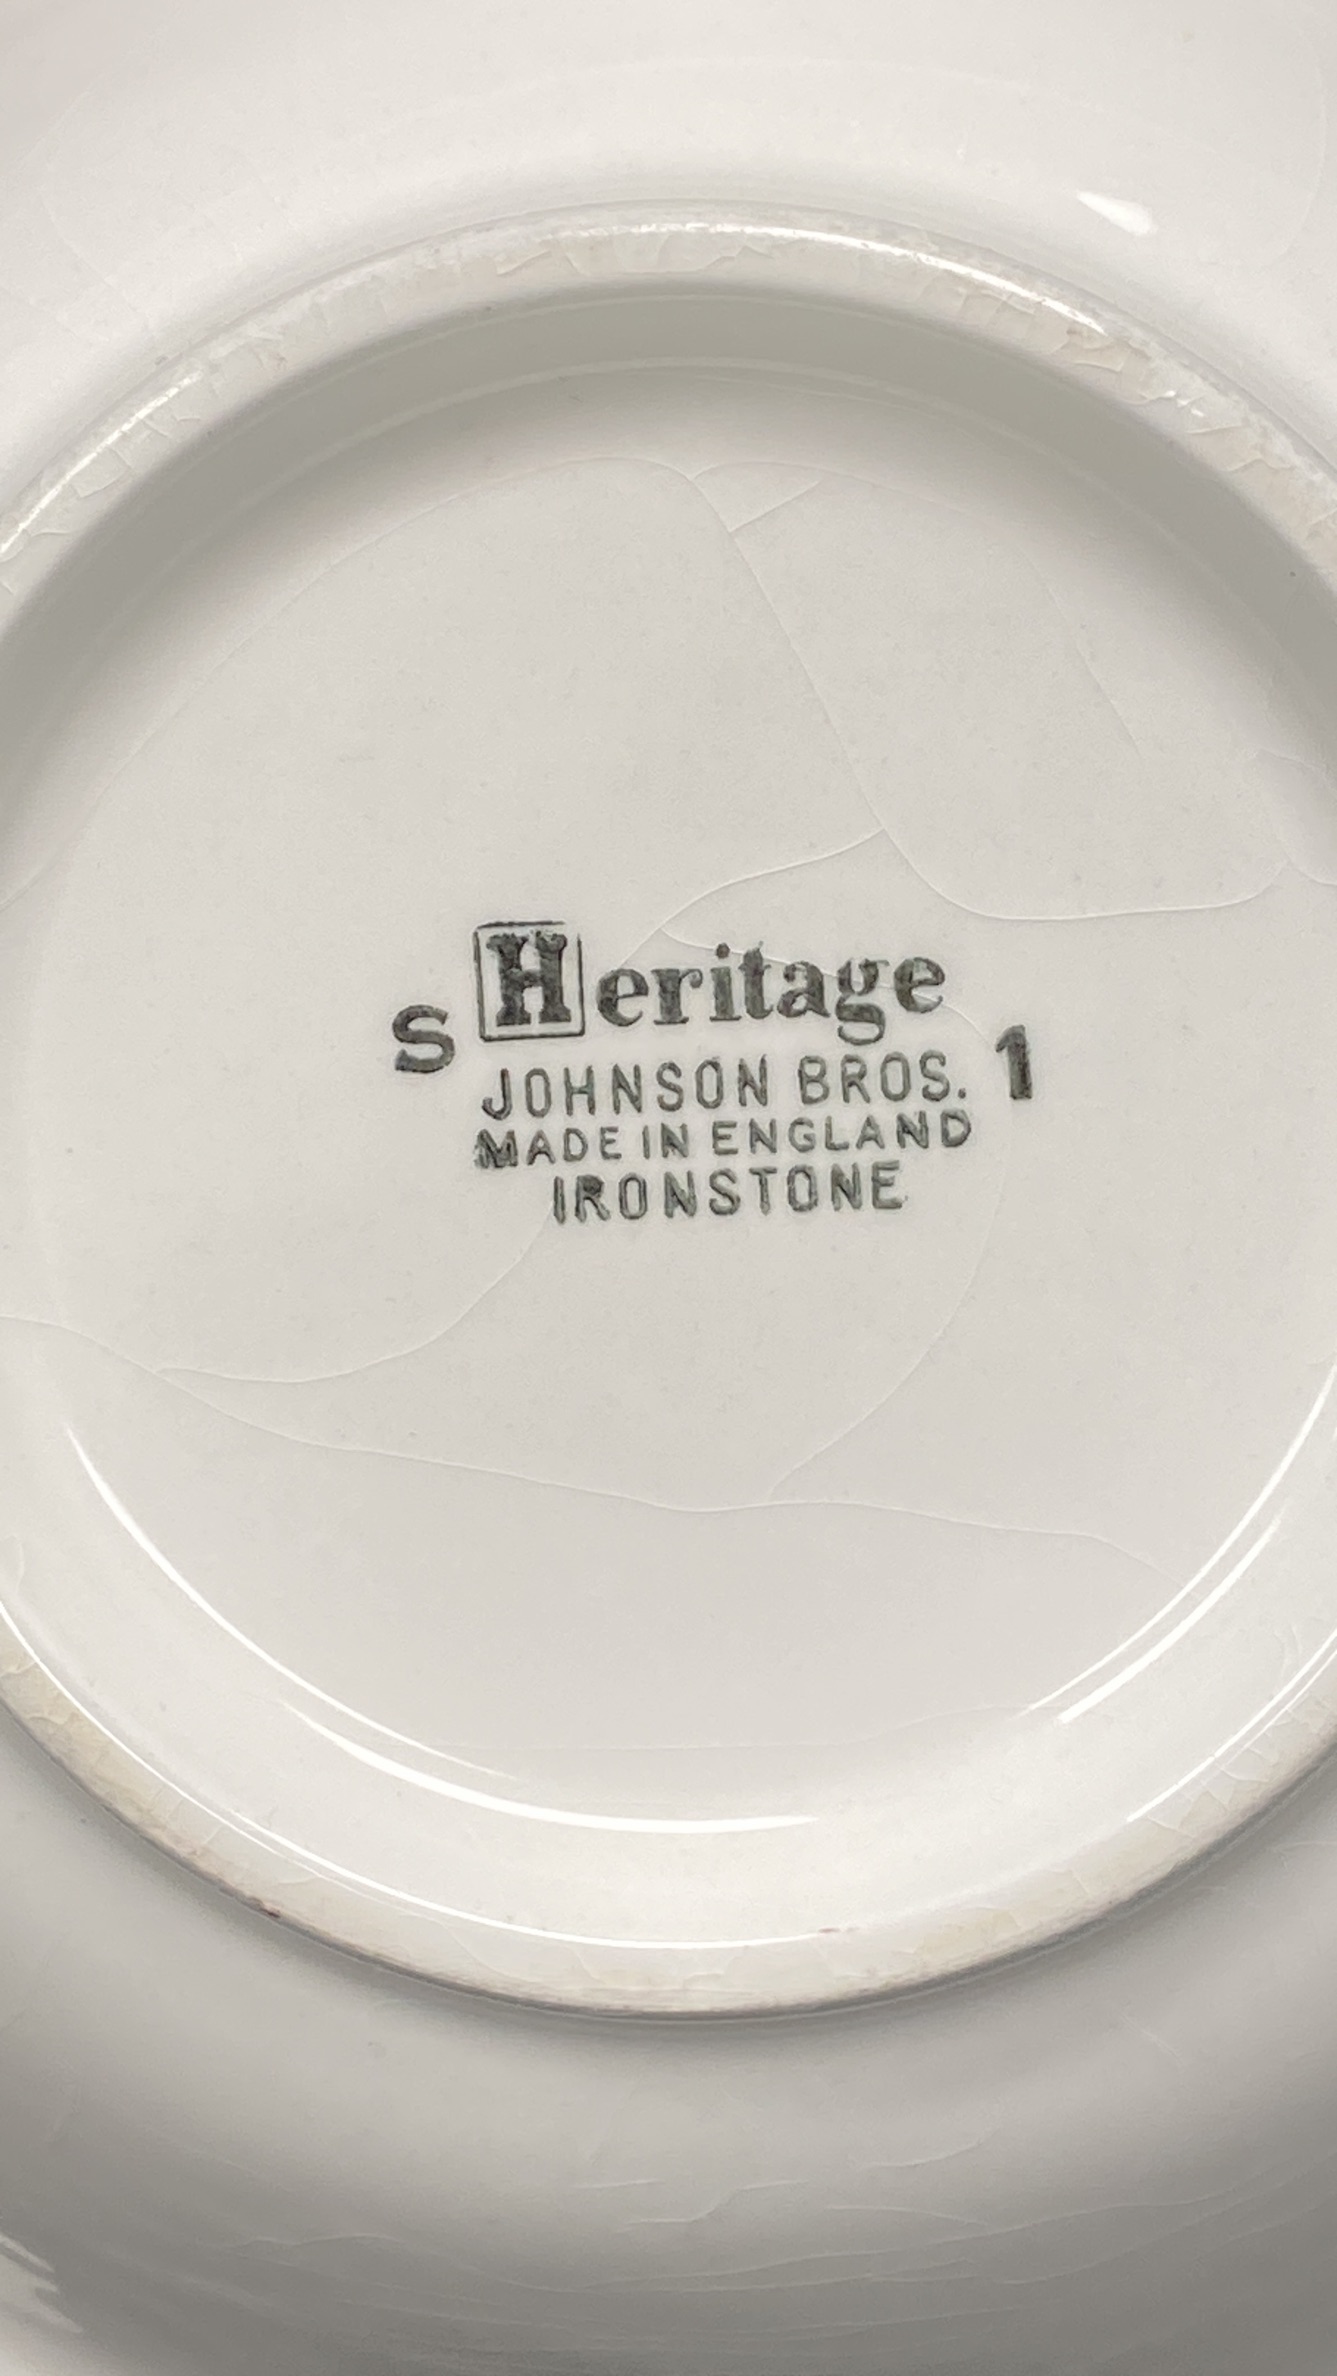 Heritage
S 1
JOHNSON BROS.
MADE IN ENGLAND
IRONSTONE